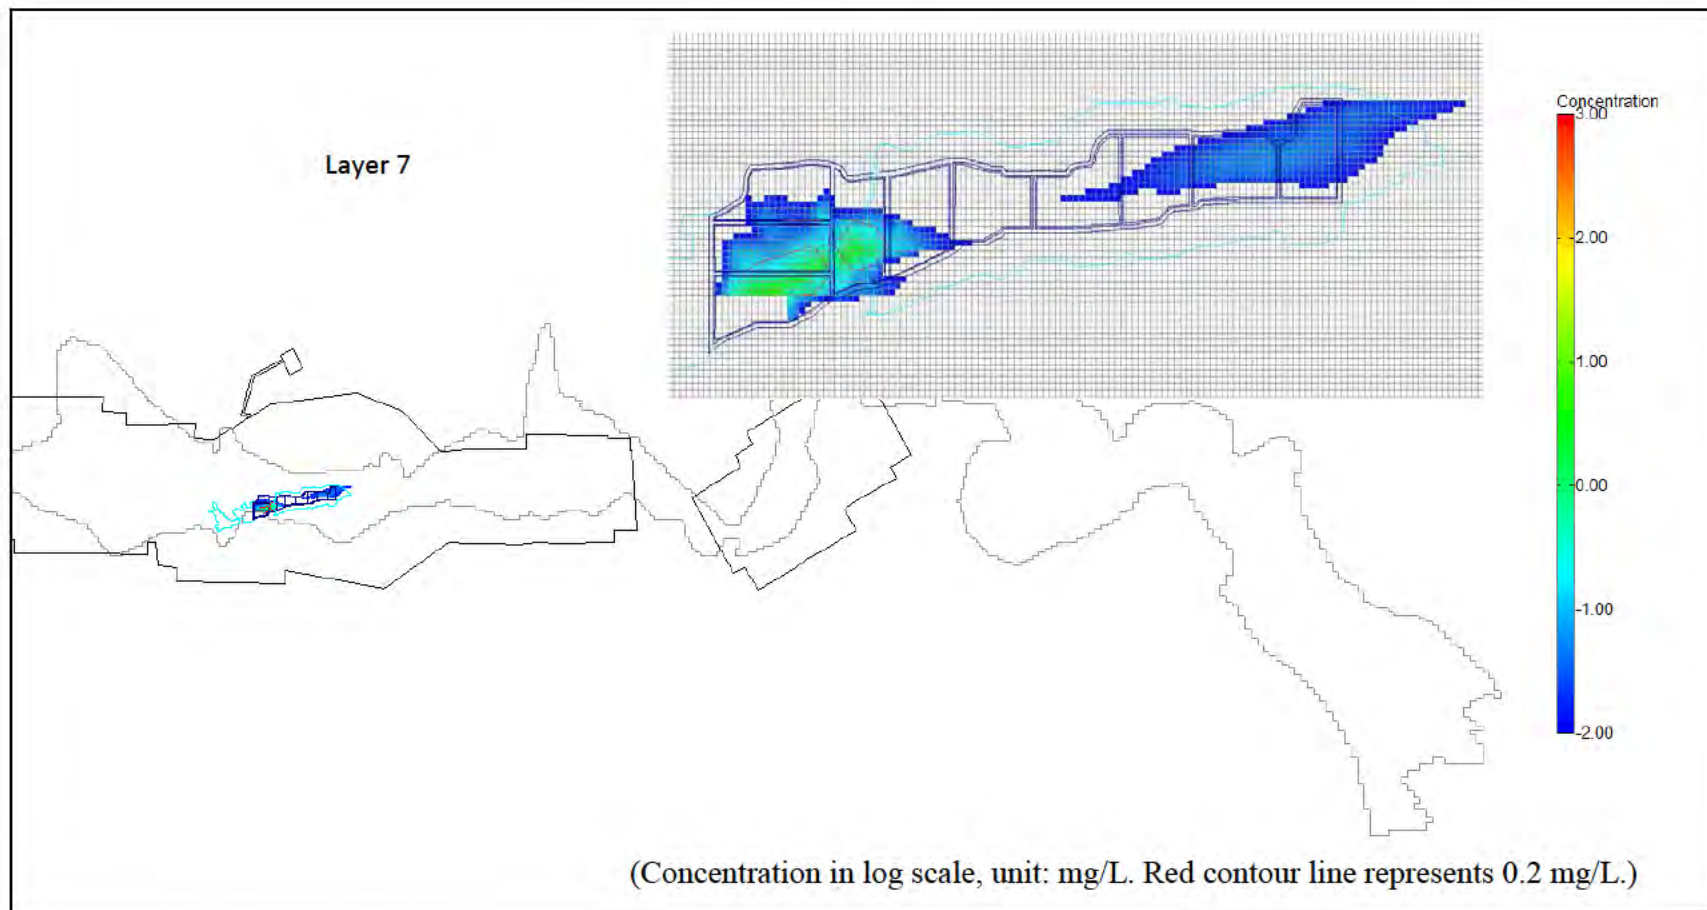 Layer 7
Concentration
3.00
2.00
1.00
0.00
-1.00
-2.00
(Concentration in log scale, unit: mg/L. Red contour line represents 0.2 mg/L.)